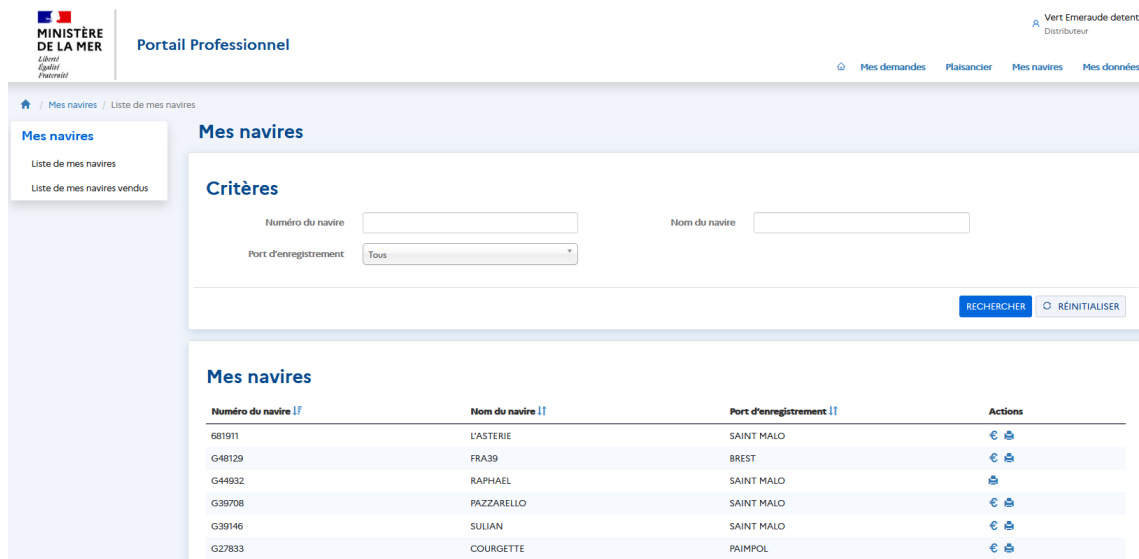 MINISTÈRE
DE LA MER
Liberté
Égalité
Fraternité
Portail Professionnel
Vert Emeraude detent
Distributeur
Mes demandes Plaisancier Mes navires Mes données
/ Mes navires / Liste de mes navires
Mes navires
Liste de mes navires
Liste de mes navires vendus
Mes navires
Critères
Numéro du navire Nom du navire
Port d'enregistrement Tous
RECHERCHER RÉINITIALISER
Mes navires
Numéro du navire Nom du navire Port d'enregistrement Actions
681911 L'ASTERIE SAINT MALO €
G48129 FRA39 BREST €
G44932 RAPHAEL SAINT MALO
G39708 PAZZARELLO SAINT MALO €
G39146 SULIAN SAINT MALO €
G27833 COURGETTE PAIMPOL €